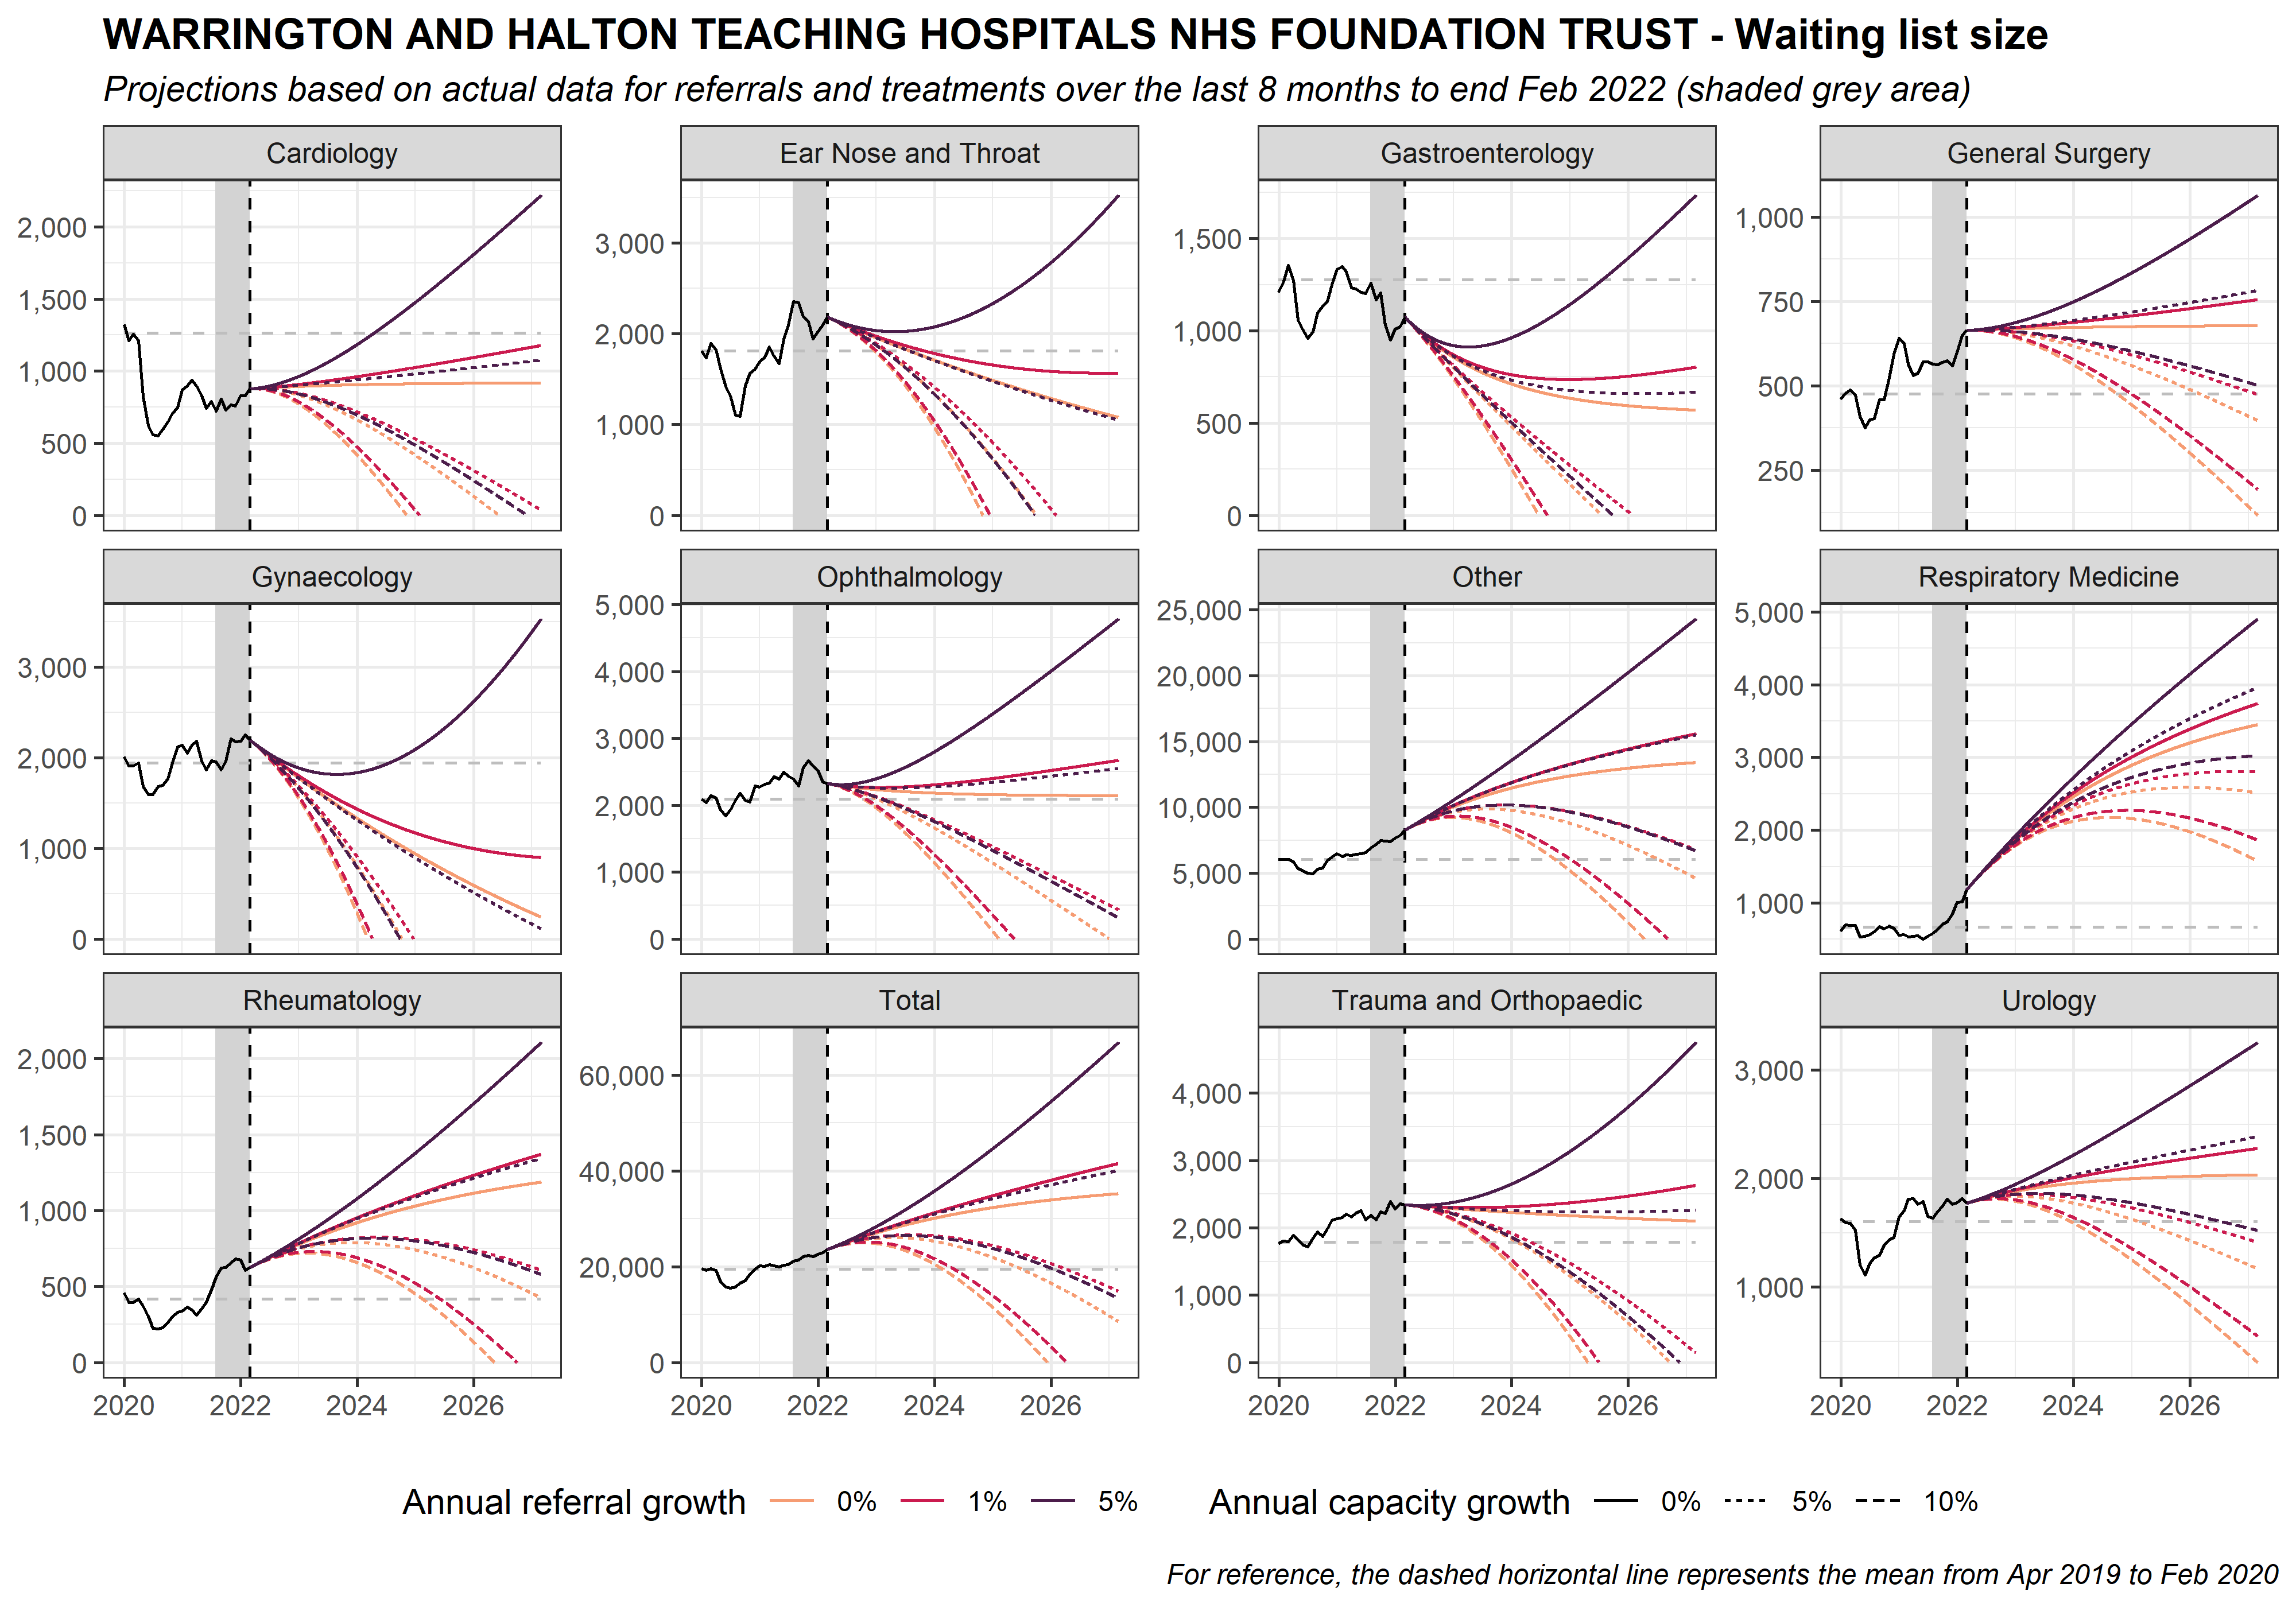 WARRINGTON AND HALTON TEACHING HOSPITALS NHS FOUNDATION TRUST - Waiting list size
Projections based on actual data for referrals and treatments over the last 8 months to end Feb 2022 (shaded grey area)
Cardiology
2,000
1,500
1,000
500
0
Ear Nose and Throat
3,000
2,000
1,000
0
Gastroenterology
1,500
1,000
500
0
General Surgery
1,000
750
500
250
Gynaecology
3,000
2,000
1,000
0
Ophthalmology
5,000
4,000
3,000
2,000
1,000
0
Other
25,000
20,000
15,000
10,000
5,000
0
Respiratory Medicine
5,000
4,000
3,000
2,000
1,000
Rheumatology
2,000
1,500
1,000
500
0
2020 2022 2024 2026
Total
60,000
40,000
20,000
0
2020 2022 2024 2026
Trauma and Orthopaedic
4,000
3,000
2,000
1,000
0
2020 2022 2024 2026
Urology
3,000
2,000
1,000
2020 2022 2024 2026
Annual referral growth 0% 1% 5% Annual capacity growth 0% 5% 10%
For reference, the dashed horizontal line represents the mean from Apr 2019 to Feb 2020